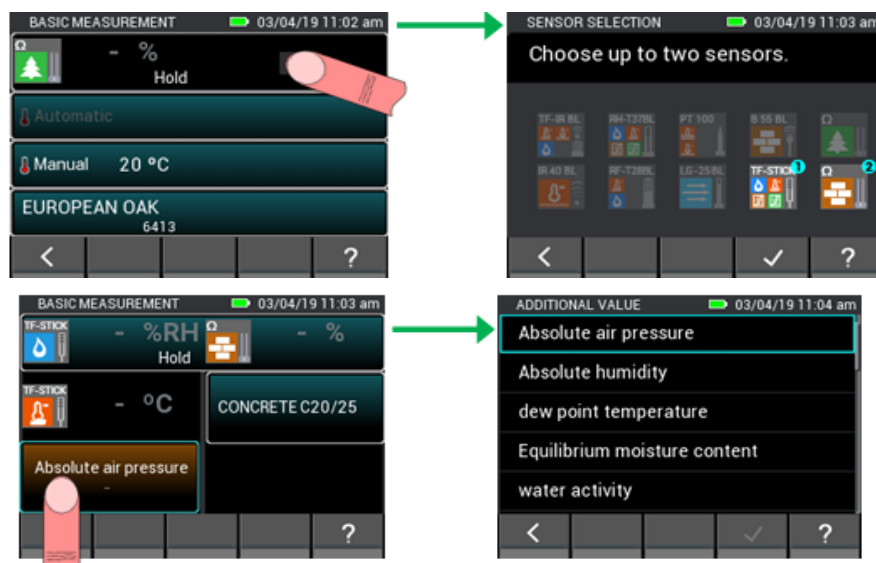 BASIC MEASUREMENT 03/04/19 11:02 am
Ω
- %
Hold
Automatic
Manual 20 ºC
EUROPEAN OAK
6413
< ?
SENSOR SELECTION 03/04/19 11:03 am
Choose up to two sensors.
TF-IR BL RH-T37BL PT 100 B 55 BL Ω
IR 40 BL RF-T28BL LG-25 BL TF-STICK 1 Ω 2
< ✓ ?
BASIC MEASUREMENT 03/04/19 11:03 am
TF-STICK - %RH Ω - %
Hold
TF-STICK - ºC
CONCRETE C20/25
Absolute air pressure
-
?
ADDITIONAL VALUE 03/04/19 11:04 am
Absolute air pressure
Absolute humidity
dew point temperature
Equilibrium moisture content
water activity
< ✓ ?